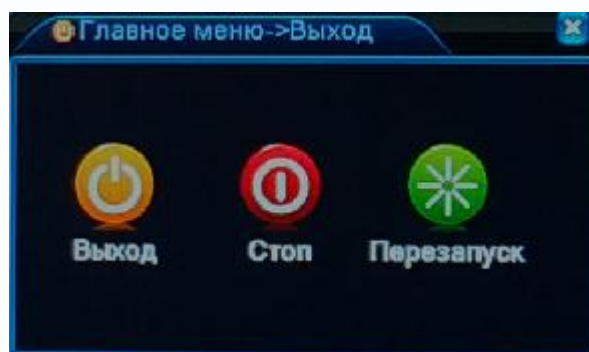 Главное меню->Выход
Выход
Стоп
Перезапуск